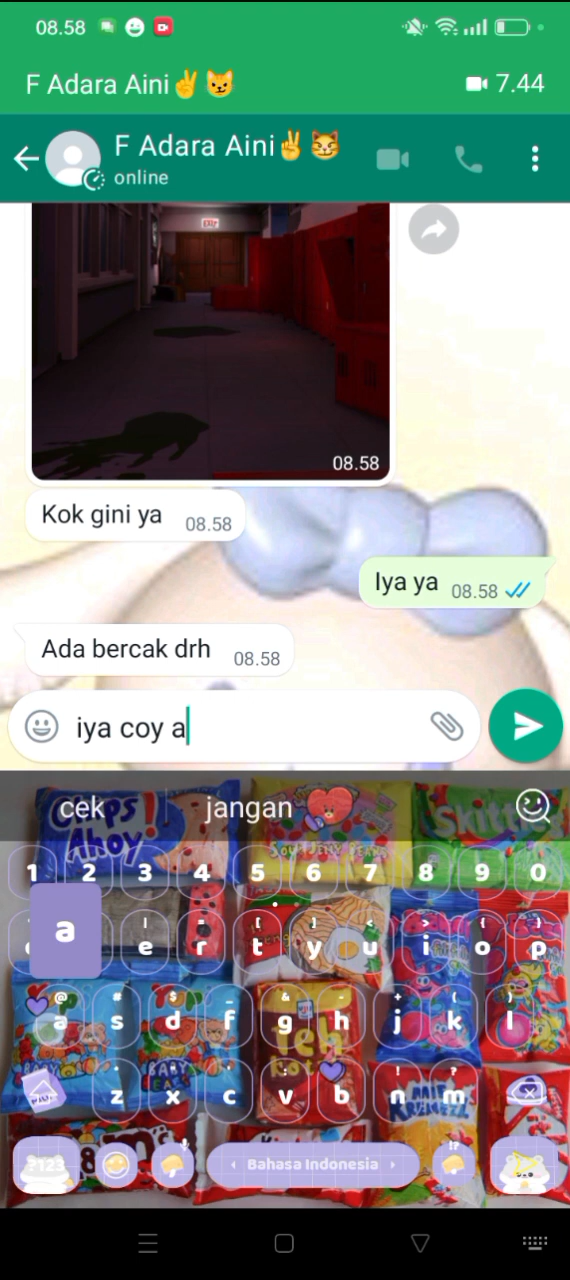 08.58
F Adara Aini✌️😼 7.44
F Adara Aini✌️😼
online
EXIT
08.58
Kok gini ya 08.58
Iya ya 08.58
Ada bercak drh 08.58
iya coy a
cek jangan
CHIPS AHOY! Skittles
1 2 3 4 5 6 7 8 9 0
a e r t y u i o p
a s d f g h j k l
z x c v b n m
?123 Bahasa Indonesia